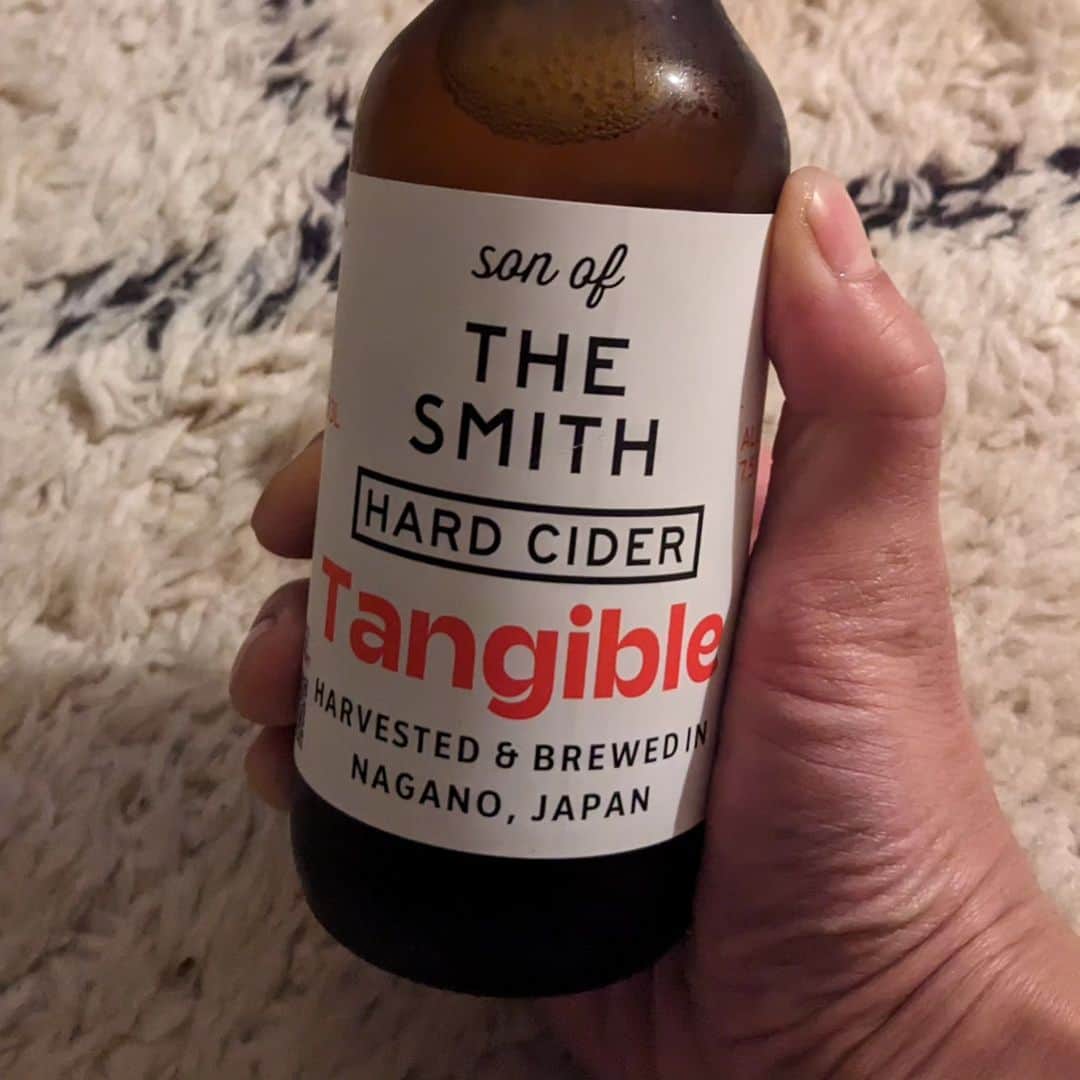 son of
THE
SMITH
HARD CIDER
Tangible
HARVESTED & BREWED IN
NAGANO, JAPAN